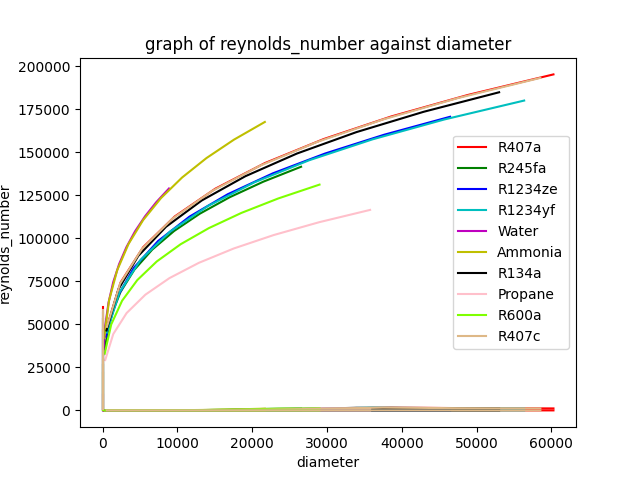 graph of reynolds_number against diameter
200000
175000
150000
125000
100000
75000
50000
25000
0
reynolds_number
R407a
R245fa
R1234ze
R1234yf
Water
Ammonia
R134a
Propane
R600a
R407c
0 10000 20000 30000 40000 50000 60000
diameter